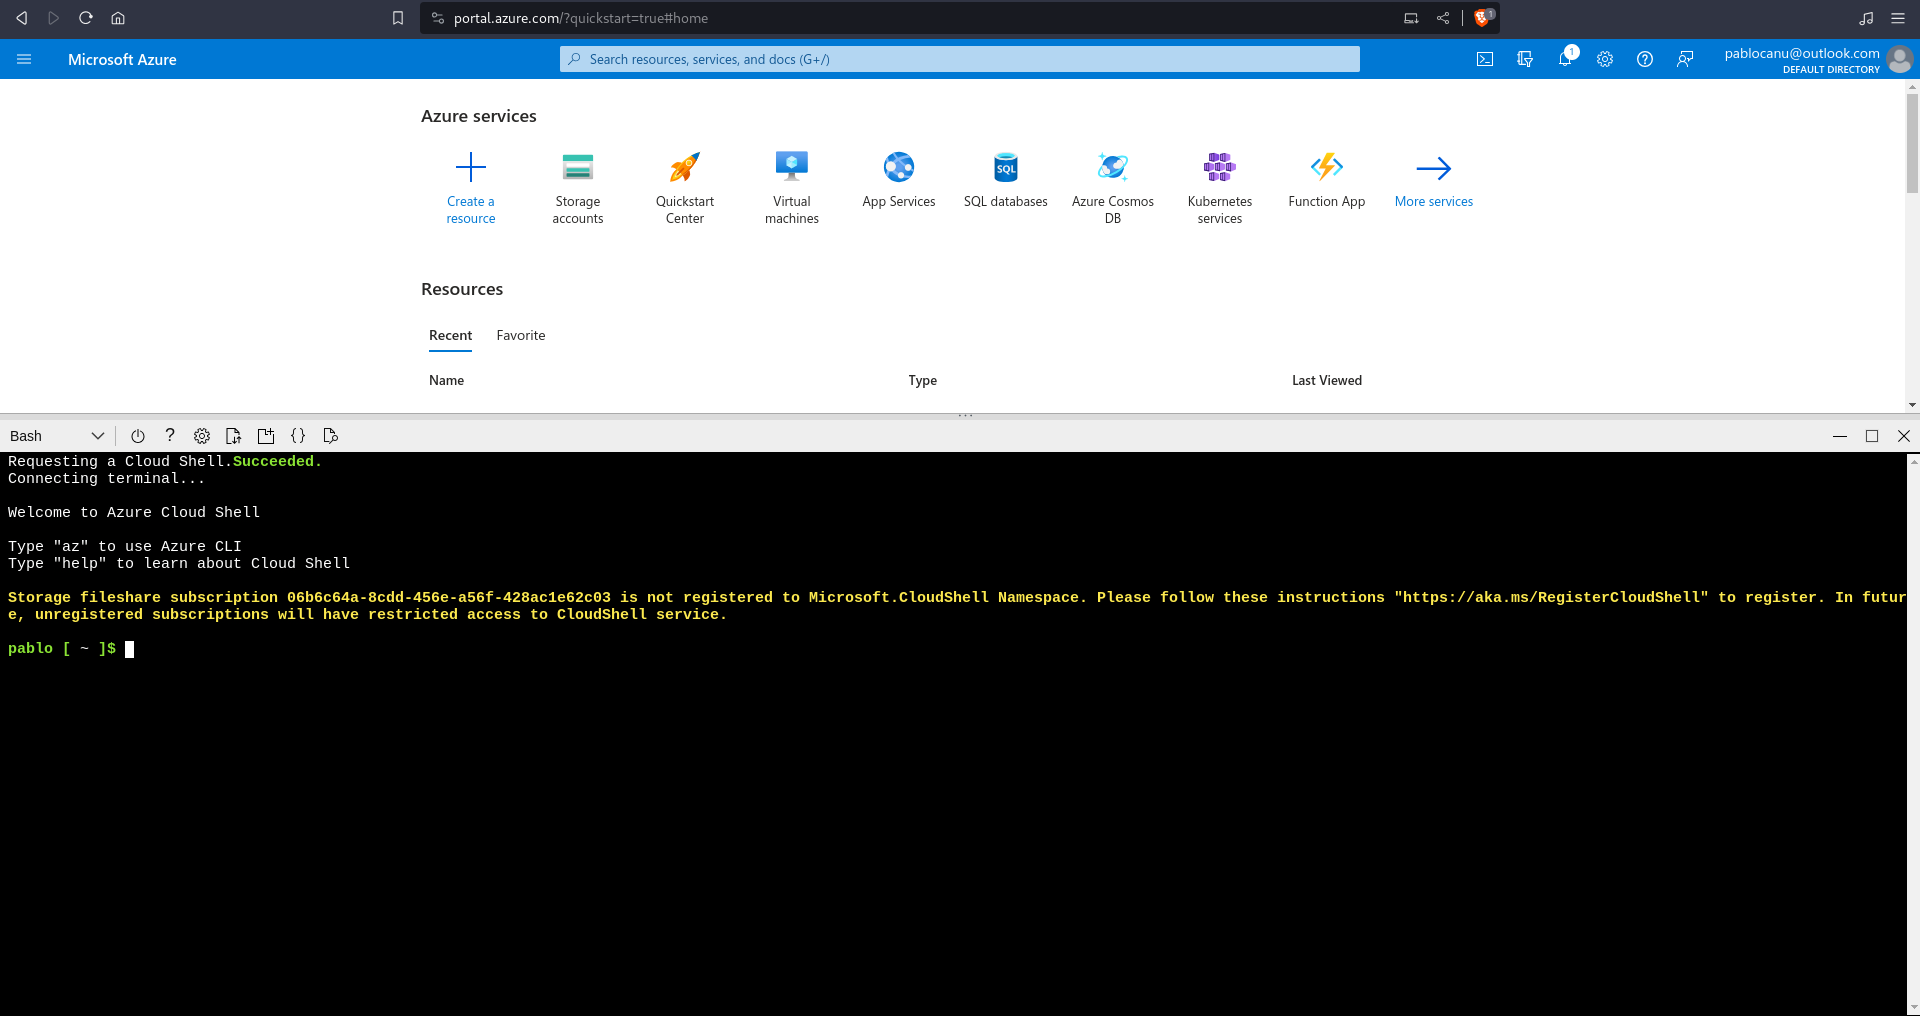 portal.azure.com/?quickstart=true#home
1
Microsoft Azure
Search resources, services, and docs (G+/)
1
pablocanu@outlook.com
DEFAULT DIRECTORY
Azure services
Create a resource
Storage accounts
Quickstart Center
Virtual machines
App Services
SQL
SQL databases
Azure Cosmos DB
Kubernetes services
Function App
More services
Resources
Recent Favorite
Name Type Last Viewed
Bash
Requesting a Cloud Shell.Succeeded.
Connecting terminal...
Welcome to Azure Cloud Shell
Type "az" to use Azure CLI
Type "help" to learn about Cloud Shell
Storage fileshare subscription 06b6c64a-8cdd-456e-a56f-428ac1e62c03 is not registered to Microsoft.CloudShell Namespace. Please follow these instructions "https://aka.ms/RegisterCloudShell" to register. In futur
e, unregistered subscriptions will have restricted access to CloudShell service.
pablo [ ~ ]$